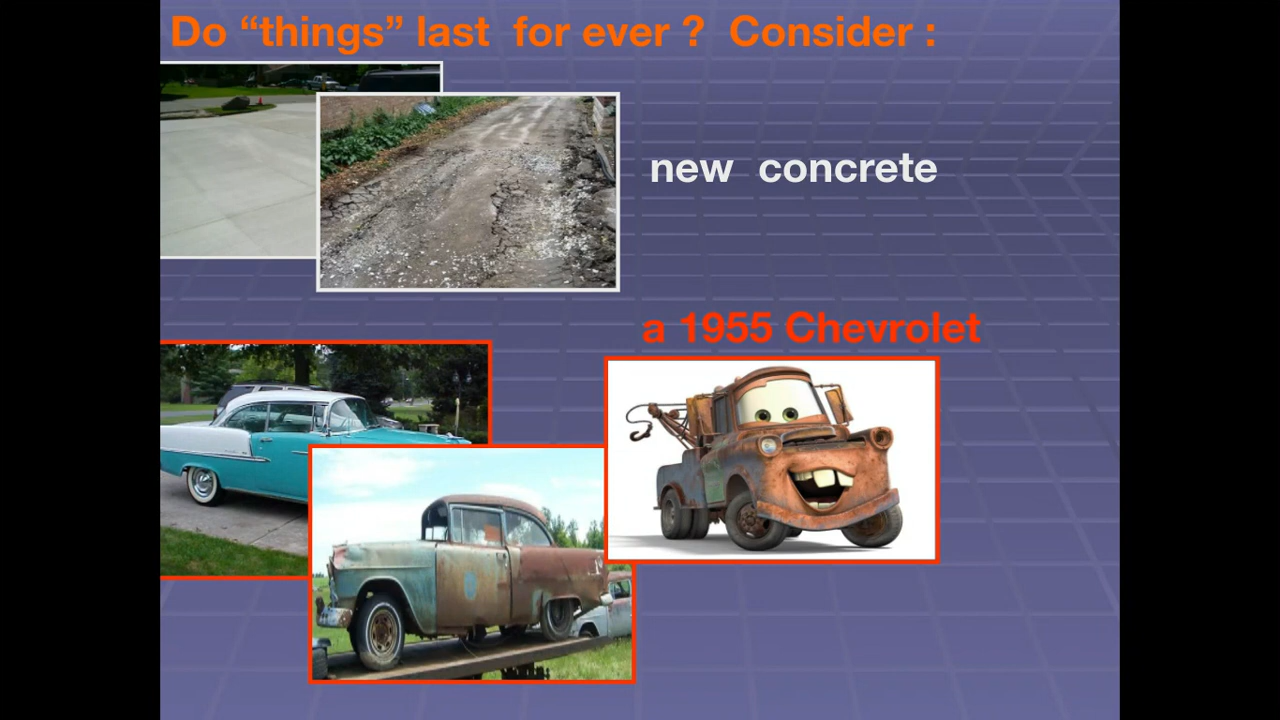 Do “things” last for ever ? Consider :
new concrete
a 1955 Chevrolet